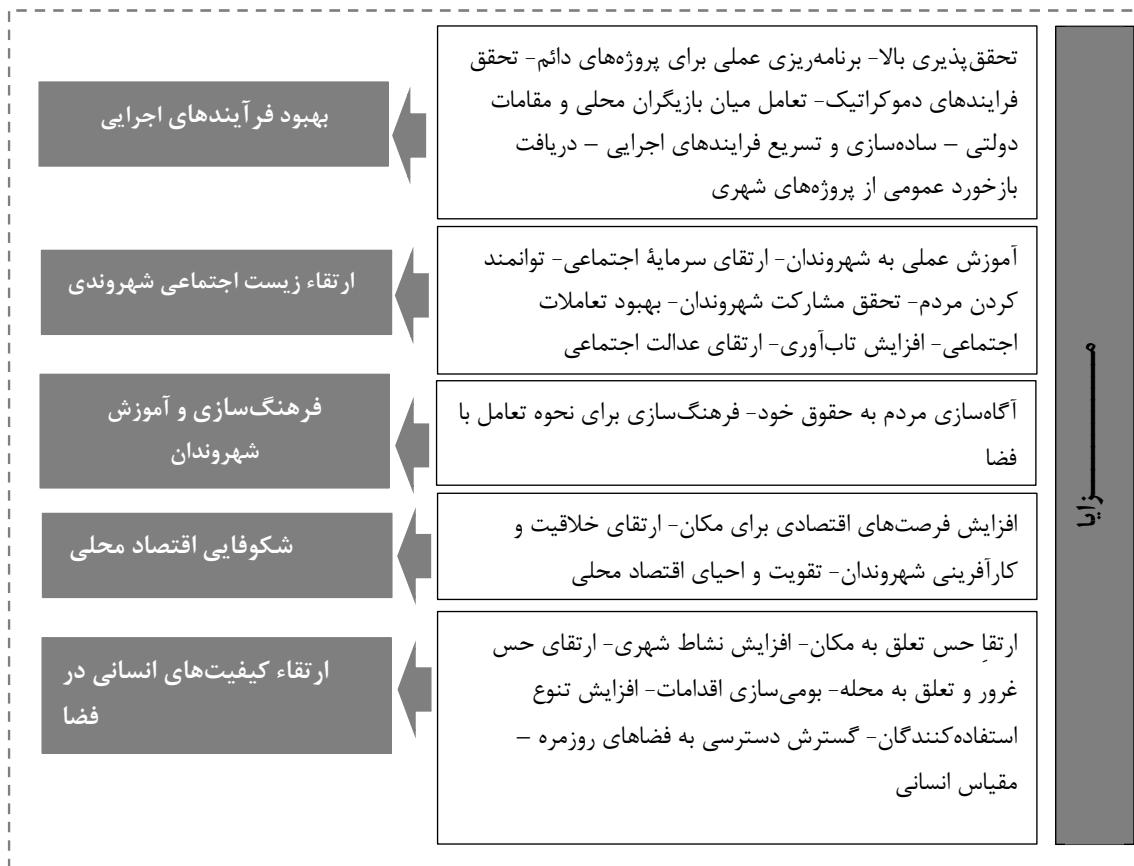 مـــزایا
تحقق‌پذیری بالا- برنامه‌ریزی عملی برای پروژه‌های دائم- تحقق
فرایندهای دموکراتیک- تعامل میان بازیگران محلی و مقامات
دولتی – ساده‌سازی و تسریع فرایندهای اجرایی – دریافت
بازخورد عمومی از پروژه‌های شهری
بهبود فرآیندهای اجرایی
آموزش عملی به شهروندان- ارتقای سرمایۀ اجتماعی- توانمند
کردن مردم- تحقق مشارکت شهروندان- بهبود تعاملات
اجتماعی- افزایش تاب‌آوری- ارتقای عدالت اجتماعی
ارتقاء زیست اجتماعی شهروندی
آگاه‌سازی مردم به حقوق خود- فرهنگ‌سازی برای نحوه تعامل با
فضا
فرهنگ‌سازی و آموزش
شهروندان
افزایش فرصت‌های اقتصادی برای مکان- ارتقای خلاقیت و
کارآفرینی شهروندان- تقویت و احیای اقتصاد محلی
شکوفایی اقتصاد محلی
ارتقاِ حس تعلق به مکان- افزایش نشاط شهری- ارتقای حس
غرور و تعلق به محله- بومی‌سازی اقدامات- افزایش تنوع
استفاده‌کنندگان- گسترش دسترسی به فضاهای روزمره –
مقیاس انسانی
ارتقاء کیفیت‌های انسانی در
فضا